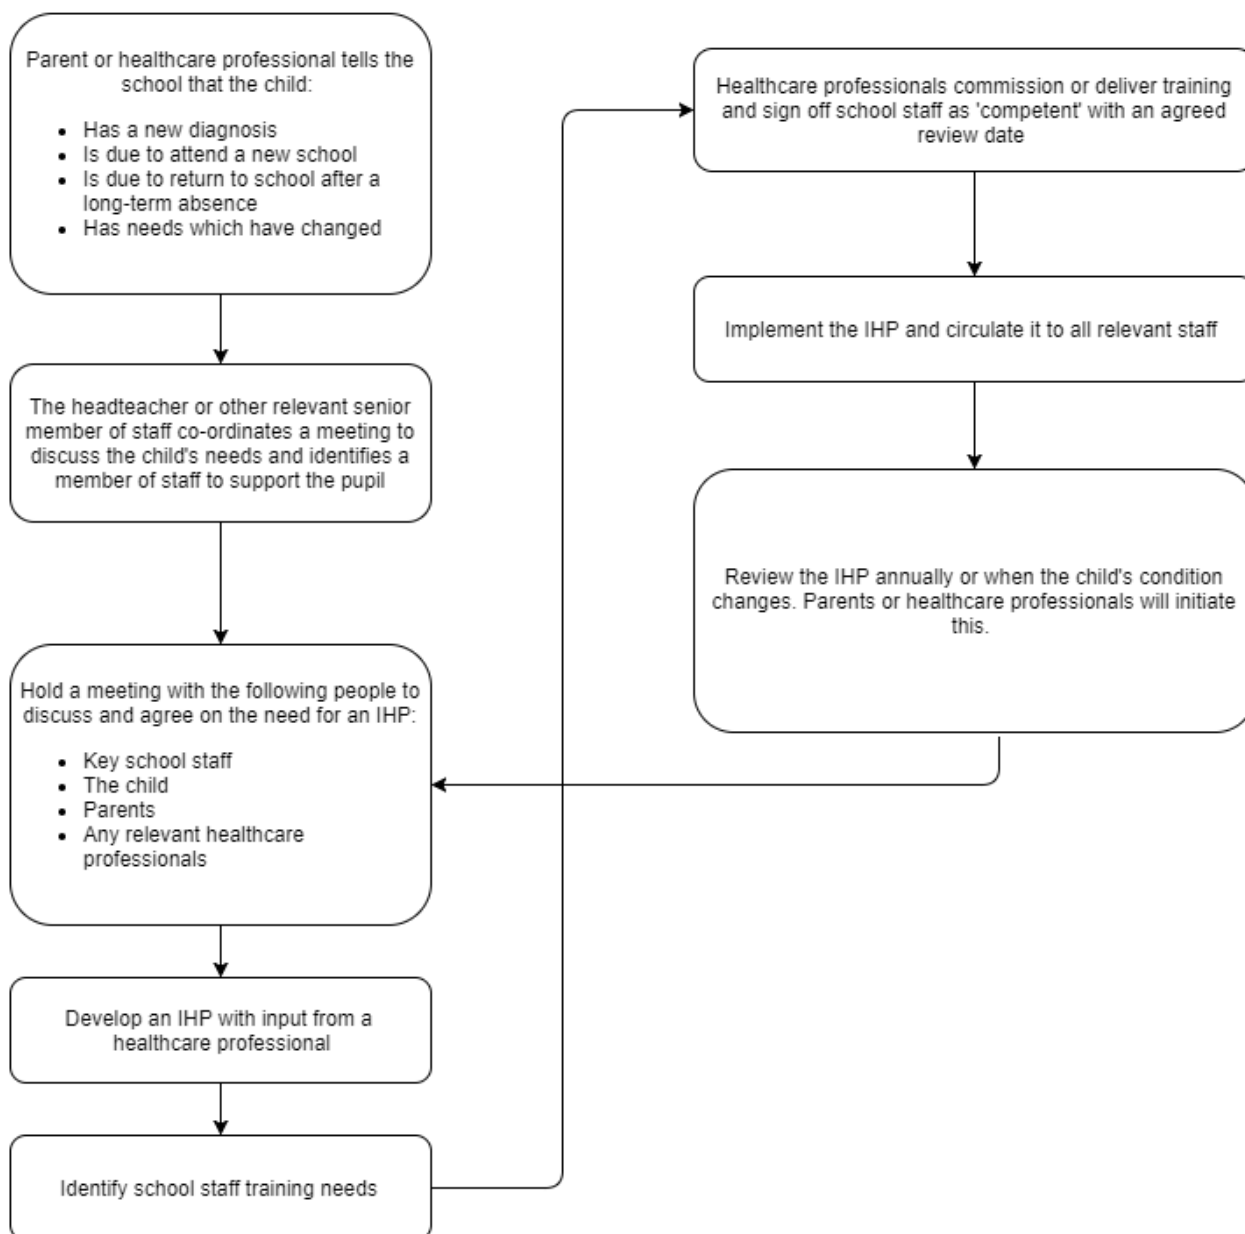 Parent or healthcare professional tells the
school that the child:
• Has a new diagnosis
• Is due to attend a new school
• Is due to return to school after a
long-term absence
• Has needs which have changed
The headteacher or other relevant senior
member of staff co-ordinates a meeting to
discuss the child's needs and identifies a
member of staff to support the pupil
Hold a meeting with the following people to
discuss and agree on the need for an IHP:
• Key school staff
• The child
• Parents
• Any relevant healthcare
professionals
Develop an IHP with input from a
healthcare professional
Identify school staff training needs
Healthcare professionals commission or deliver training
and sign off school staff as 'competent' with an agreed
review date
Implement the IHP and circulate it to all relevant staff
Review the IHP annually or when the child's condition
changes. Parents or healthcare professionals will initiate
this.